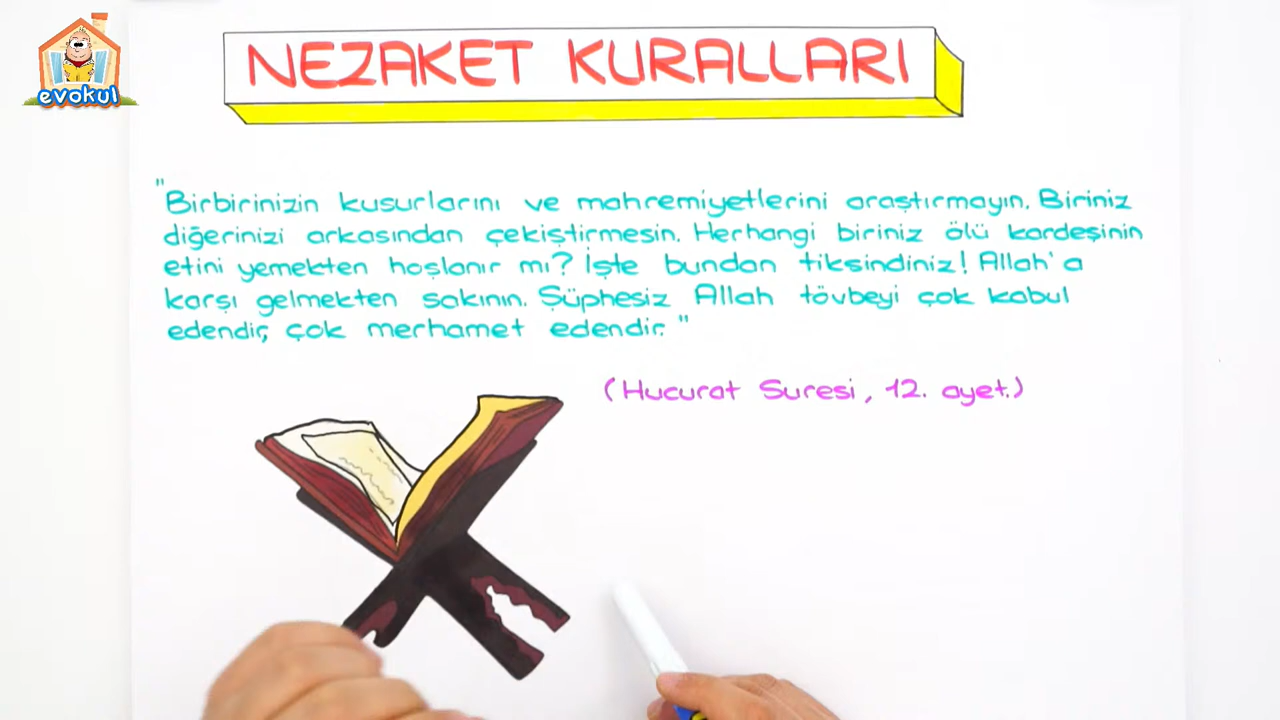 evokul
NEZAKET KURALLARI
"Birbirinizin kusurlarını ve mahremiyetlerini araştırmayın. Biriniz
diğerinizi arkasından çekiştirmesin. Herhangi biriniz ölü kardeşinin
etini yemekten hoşlanır mı? İşte bundan tiksindiniz! Allah'a
karşı gelmekten sakının. Şüphesiz Allah tövbeyi çok kabul
edendir, çok merhamet edendir."
(Hucurat Suresi, 12. ayet.)